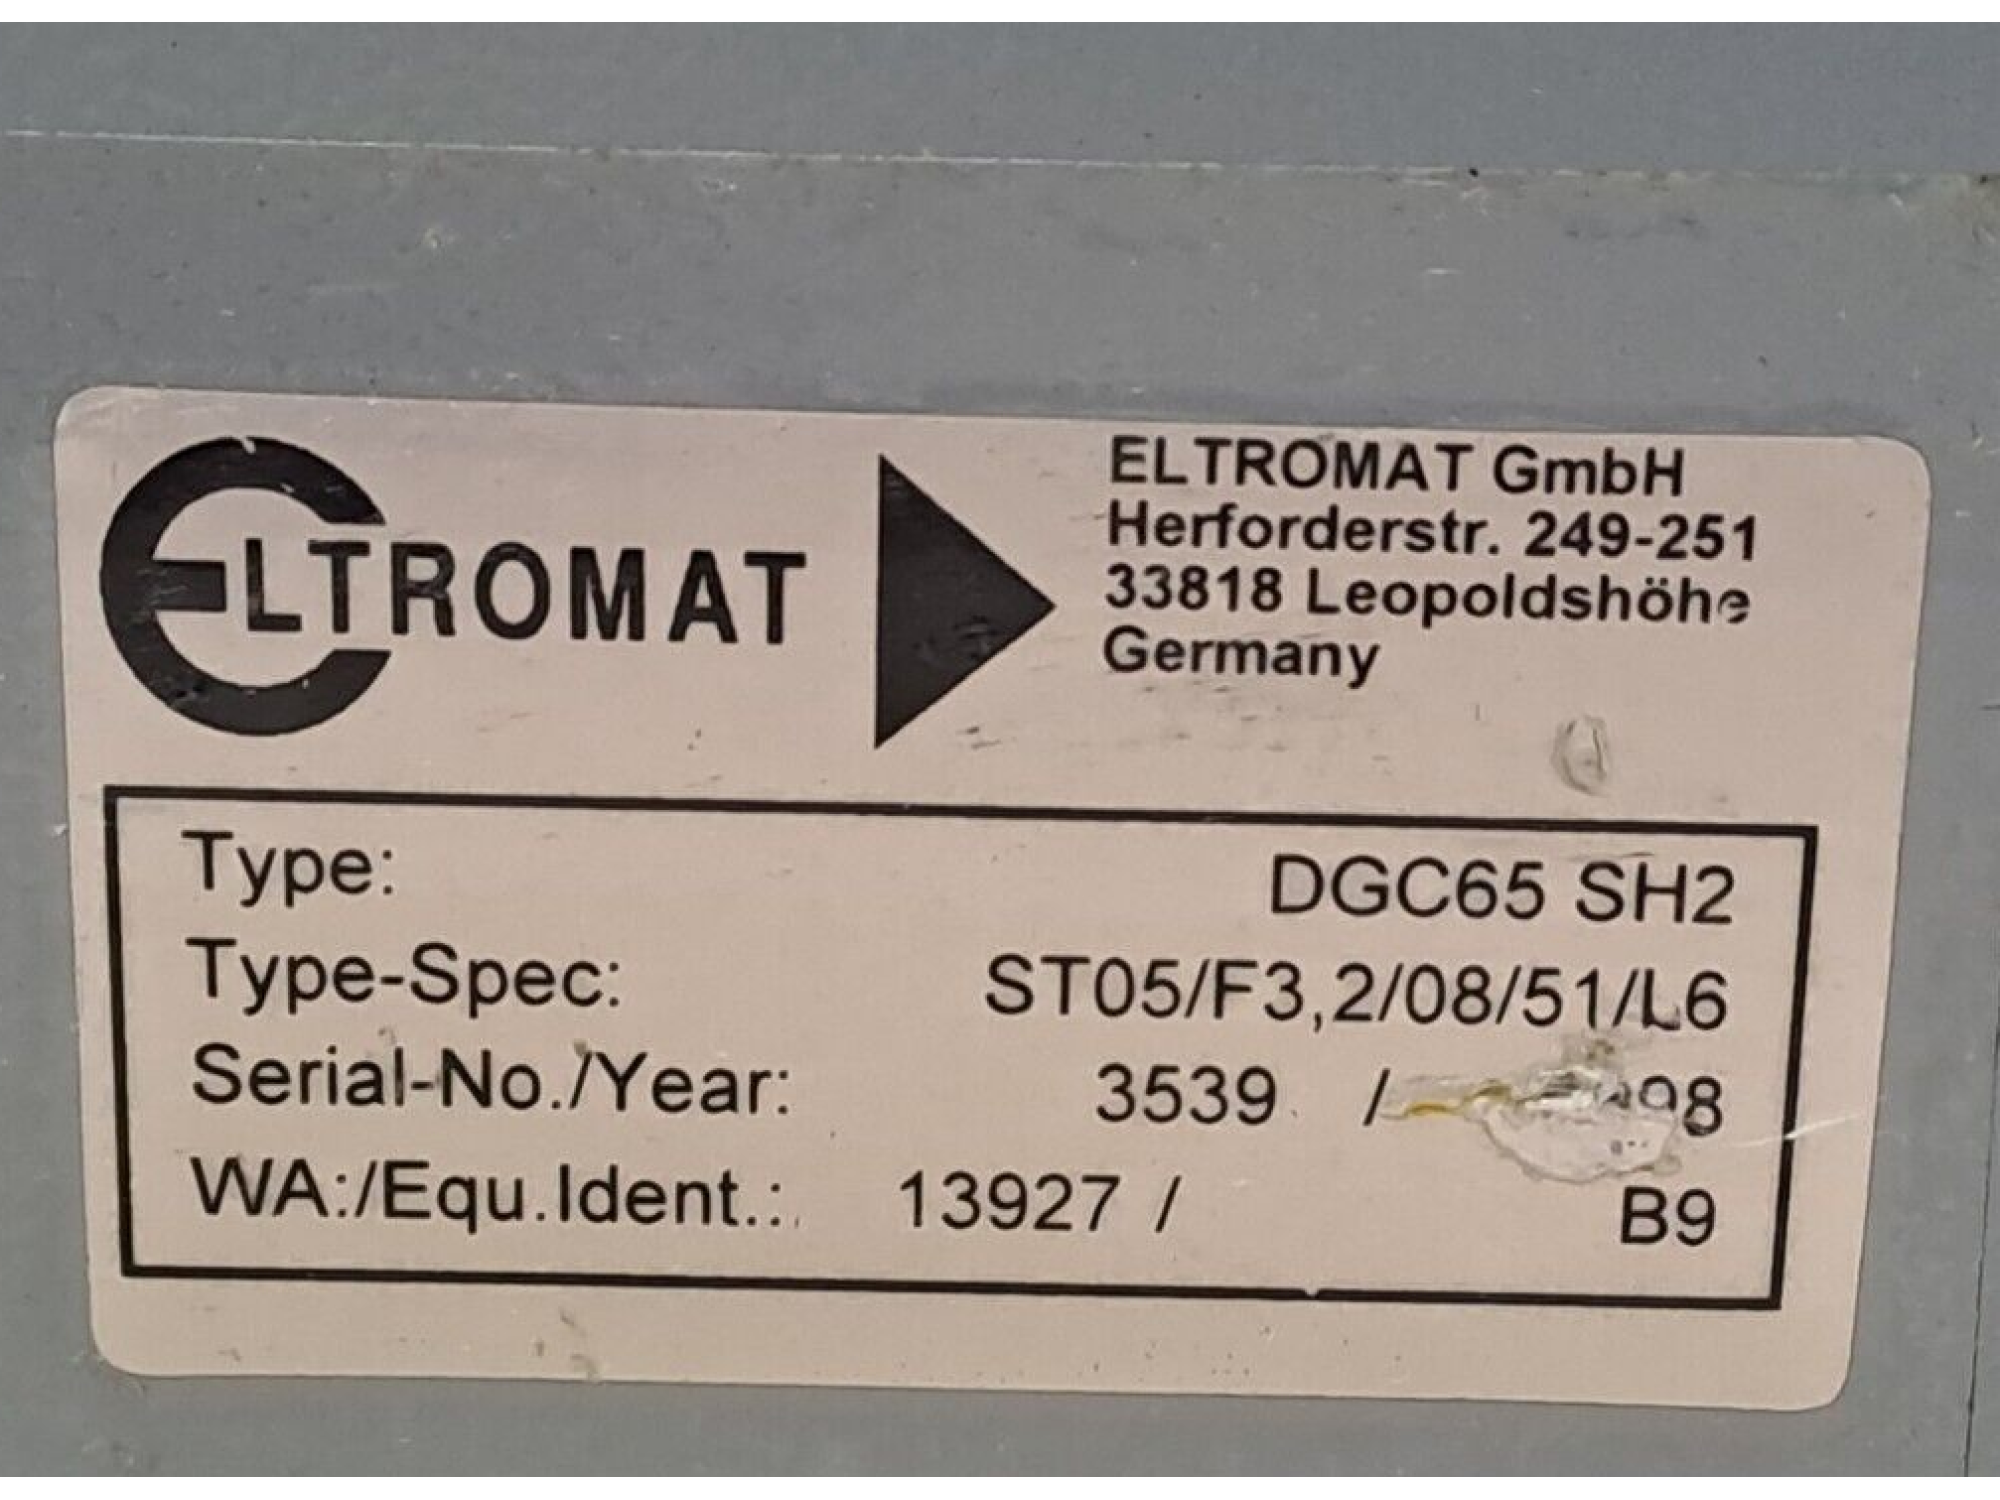 ELTROMAT
ELTROMAT GmbH
Herforderstr. 249-251
33818 Leopoldshöhe
Germany
Type: DGC65 SH2
Type-Spec: ST05/F3,2/08/51/L6
Serial-No./Year: 3539 /
WA:/Equ.Ident.: 13927 / B9